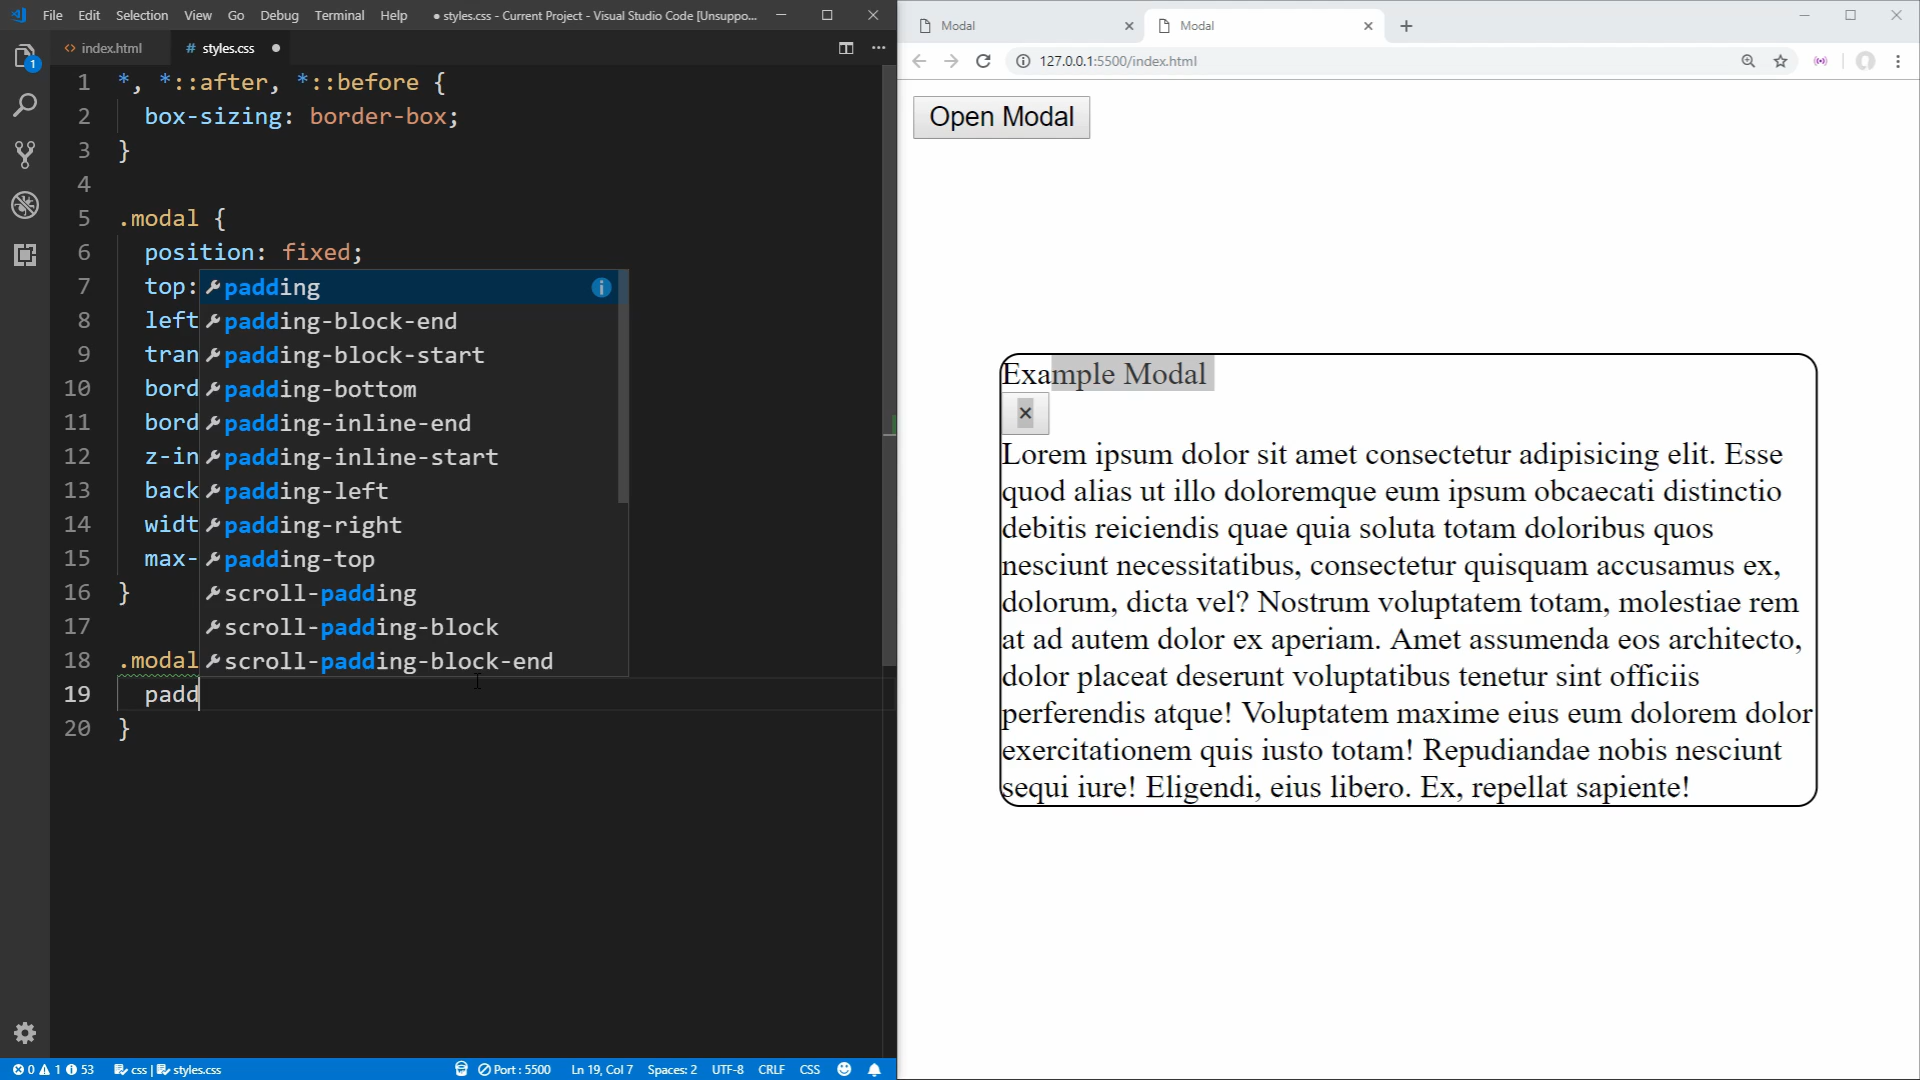 File Edit Selection View Go Debug Terminal Help ● styles.css - Current Project - Visual Studio Code [Unsuppo...
<> index.html # styles.css ●
1
1 *, *::after, *::before {
2 box-sizing: border-box;
3 }
4
5 .modal {
6 position: fixed;
7 top:
8 left
9 tran
10 bord
11 bord
12 z-in
13 back
14 widt
15 max-
16 }
17
18 .modal
19 padd
20 }
padding
padding-block-end
padding-block-start
padding-bottom
padding-inline-end
padding-inline-start
padding-left
padding-right
padding-top
scroll-padding
scroll-padding-block
scroll-padding-block-end
0 1 53 css | styles.css Port : 5500 Ln 19, Col 7 Spaces: 2 UTF-8 CRLF CSS
Modal Modal
127.0.0.1:5500/index.html
Open Modal
Example Modal
×
Lorem ipsum dolor sit amet consectetur adipisicing elit. Esse
quod alias ut illo doloremque eum ipsum obcaecati distinctio
debitis reiciendis quae quia soluta totam doloribus quos
nesciunt necessitatibus, consectetur quisquam accusamus ex,
dolorum, dicta vel? Nostrum voluptatem totam, molestiae rem
at ad autem dolor ex aperiam. Amet assumenda eos architecto,
dolor placeat deserunt voluptatibus tenetur sint officiis
perferendis atque! Voluptatem maxime eius eum dolorem dolor
exercitationem quis iusto totam! Repudiandae nobis nesciunt
sequi iure! Eligendi, eius libero. Ex, repellat sapiente!